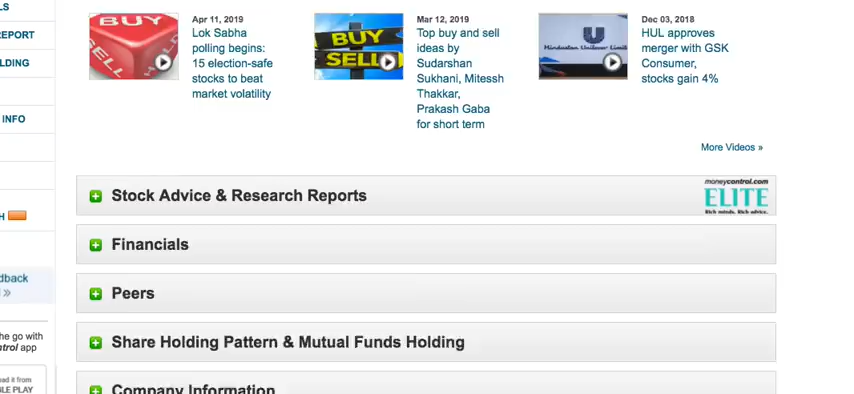 LS
REPORT
LDING
INFO
H
dback
»
he go with
ntrol app
oad it from
GLE PLAY
BUY
SELL
Apr 11, 2019
Lok Sabha
polling begins:
15 election-safe
stocks to beat
market volatility
BUY
SELL
Mar 12, 2019
Top buy and sell
ideas by
Sudarshan
Sukhani, Mitessh
Thakkar,
Prakash Gaba
for short term
Hindustan Unilever Limit
Dec 03, 2018
HUL approves
merger with GSK
Consumer,
stocks gain 4%
More Videos »
Stock Advice & Research Reports
moneycontrol.com
ELITE
Rich minds. Rich advice.
Financials
Peers
Share Holding Pattern & Mutual Funds Holding
Company Information